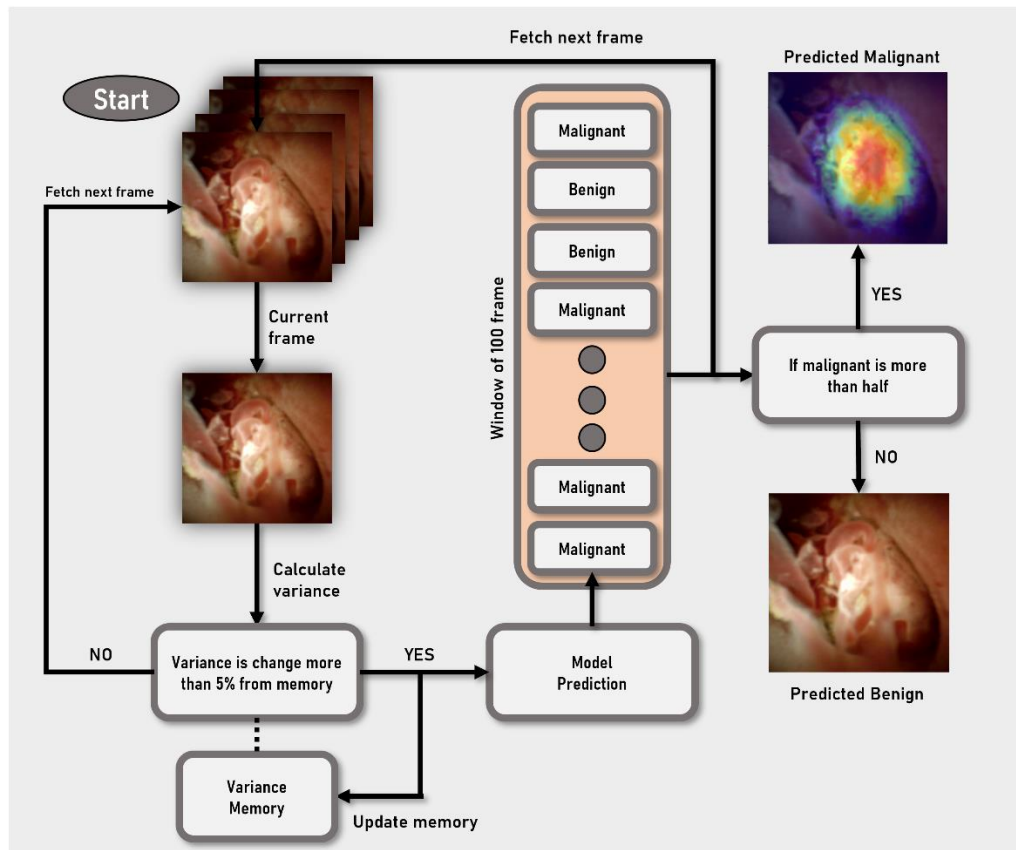 Start
Fetch next frame
Fetch next frame
Current
frame
Calculate
variance
Variance is change more
than 5% from memory
NO
YES
Variance
Memory
Update memory
Model
Prediction
Window of 100 frame
Malignant
Benign
Benign
Malignant
Malignant
Malignant
If malignant is more
than half
YES
Predicted Malignant
NO
Predicted Benign